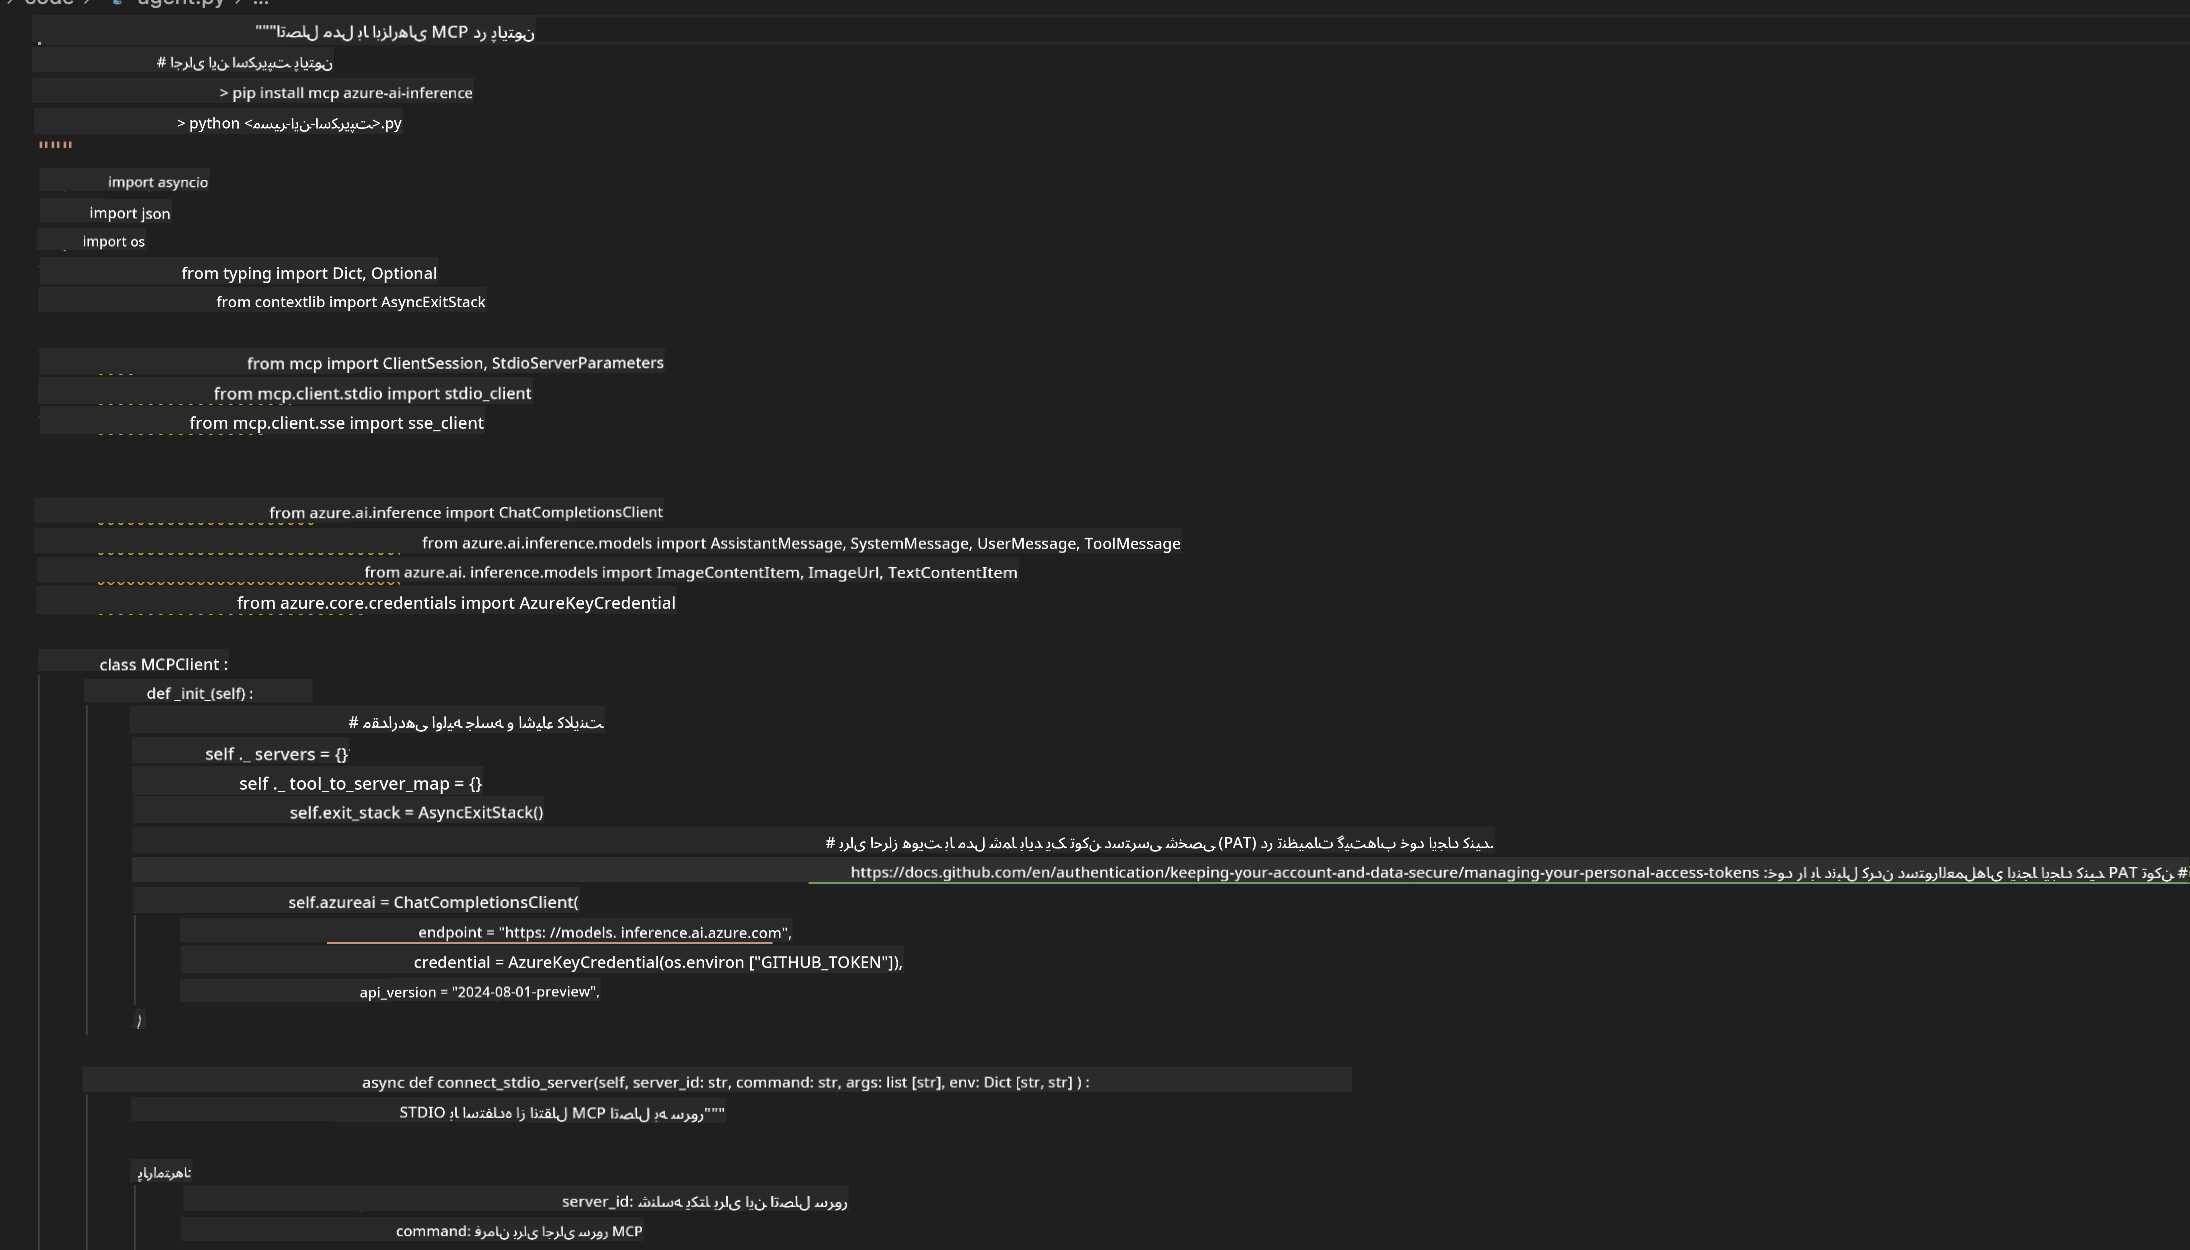 code > agent.py > ...
"""اتصال مدل با ابزارهای MCP در پایتون
# اجرای این اسکریپت پایتون
> pip install mcp azure-ai-inference
> python <مسیر-این-اسکریپت>.py
"""
import asyncio
import json
import os
from typing import Dict, Optional
from contextlib import AsyncExitStack
from mcp import ClientSession, StdioServerParameters
from mcp.client.stdio import stdio_client
from mcp.client.sse import sse_client
from azure.ai.inference import ChatCompletionsClient
from azure.ai.inference.models import AssistantMessage, SystemMessage, UserMessage, ToolMessage
from azure.ai. inference.models import ImageContentItem, ImageUrl, TextContentItem
from azure.core.credentials import AzureKeyCredential
class MCPClient :
def _init_(self) :
# مقداردهی اولیه جلسه و اشیاء کلاینت
self ._ servers = {}
self ._ tool_to_server_map = {}
self.exit_stack = AsyncExitStack()
# برای احراز هویت با مدل شما باید یک توکن دسترسی شخصی (PAT) در تنظیمات گیتهاب خود ایجاد کنید.
# توکن PAT خود را با دنبال کردن دستورالعملهای اینجا ایجاد کنید: https://docs.github.com/en/authentication/keeping-your-account-and-data-secure/managing-your-personal-access-tokens
self.azureai = ChatCompletionsClient(
endpoint = "https: //models. inference.ai.azure.com",
credential = AzureKeyCredential(os.environ ["GITHUB_TOKEN"]),
api_version = "2024-08-01-preview",
)
async def connect_stdio_server(self, server_id: str, command: str, args: list [str], env: Dict [str, str] ) :
"""اتصال به سرور MCP با استفاده از انتقال STDIO
پارامترها:
server_id: شناسه یکتا برای این اتصال سرور
command: فرمان برای اجرای سرور MCP